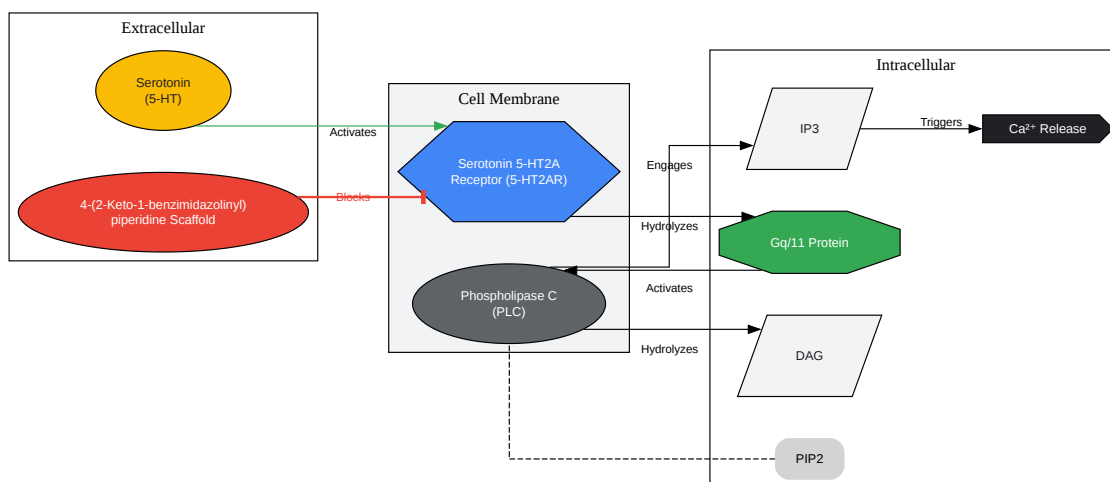 Extracellular
Serotonin
(5-HT)
4-(2-Keto-1-benzimidazolinyl)
piperidine Scaffold
Activates
Blocks
Cell Membrane
Serotonin 5-HT2A
Receptor (5-HT2AR)
Phospholipase C
(PLC)
Engages
Hydrolyzes
Activates
Hydrolyzes
Intracellular
IP3
Triggers
Ca²⁺ Release
Gq/11 Protein
DAG
PIP2